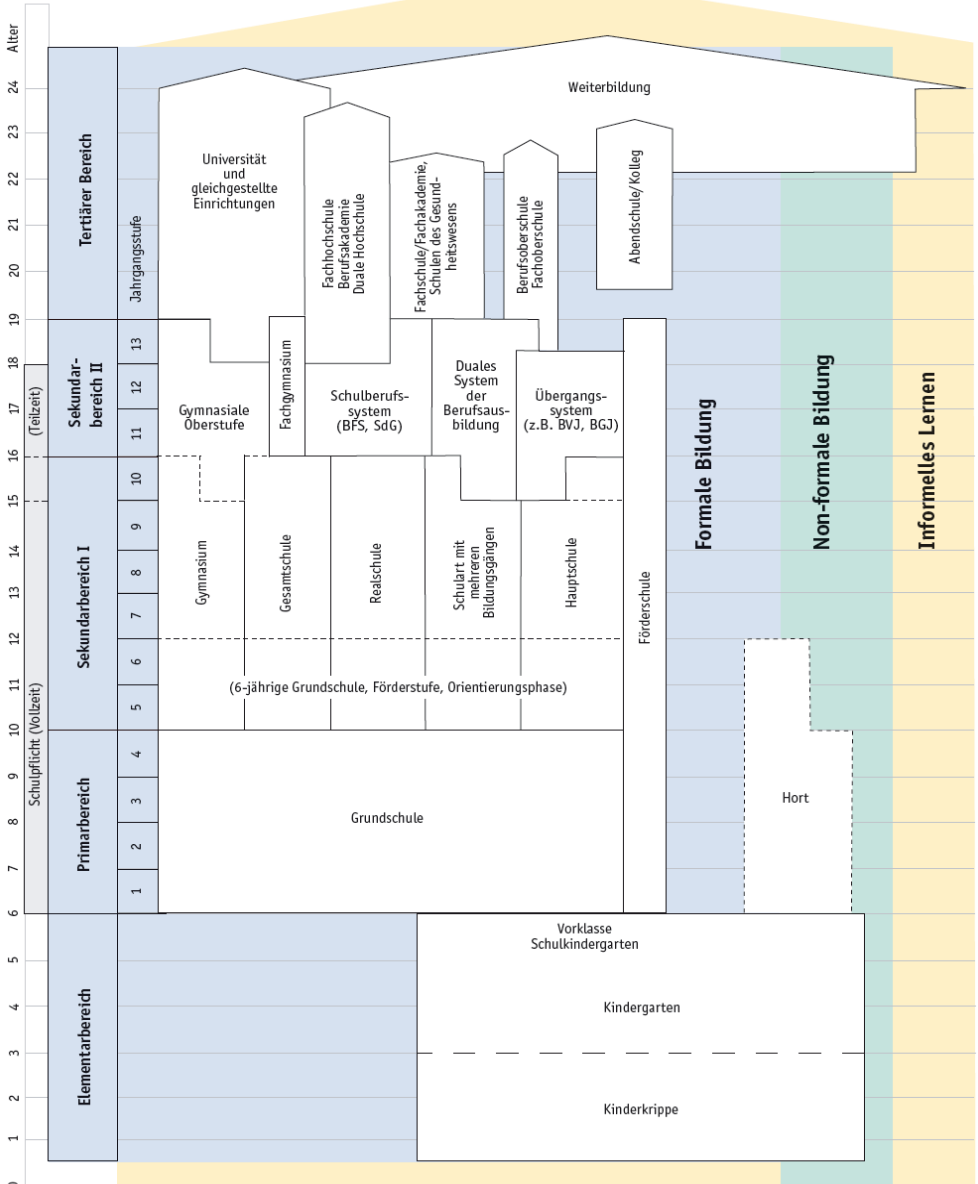 Alter
24
23
22
21
20
19
18
17
16
15
14
13
12
11
10
9
8
7
6
5
4
3
2
1
0
(Teilzeit)
Schulpflicht (Vollzeit)
Tertiärer Bereich
Sekundar-
bereich II
Sekundarbereich I
Primarbereich
Elementarbereich
Jahrgangsstufe
13
12
11
10
9
8
7
6
5
4
3
2
1
Weiterbildung
Universität
und
gleichgestellte
Einrichtungen
Fachhochschule
Berufsakademie
Duale Hochschule
Fachschule/Fachakademie,
Schulen des Gesund-
heitswesens
Berufsoberschule
Fachoberschule
Abendschule/Kolleg
Gymnasiale
Oberstufe
Fachgymnasium
Schulberufs-
system
(BFS, SdG)
Duales
System
der
Berufsaus-
bildung
Übergangs-
system
(z.B. BVJ, BGJ)
Gymnasium
Gesamtschule
Realschule
Schulart mit
mehreren
Bildungsgängen
Hauptschule
Förderschule
(6-jährige Grundschule, Förderstufe, Orientierungsphase)
Grundschule
Formale Bildung
Non-formale Bildung
Informelles Lernen
Hort
Vorklasse
Schulkindergarten
Kindergarten
Kinderkrippe